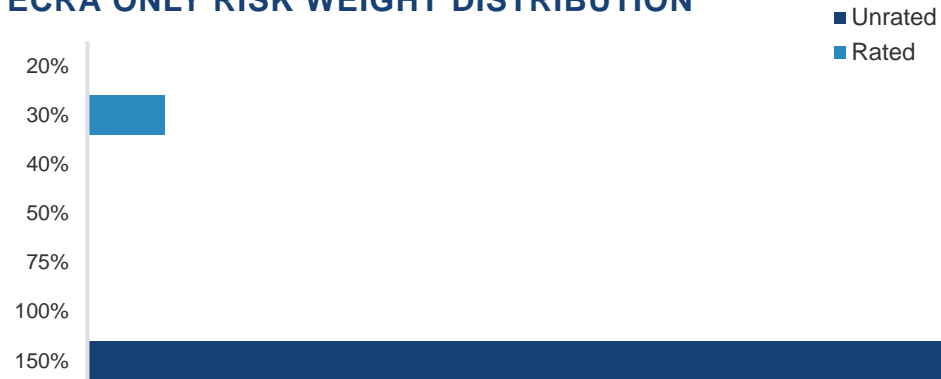 ECRA ONLY RISK WEIGHT DISTRIBUTION
Unrated
Rated
20%
30%
40%
50%
75%
100%
150%